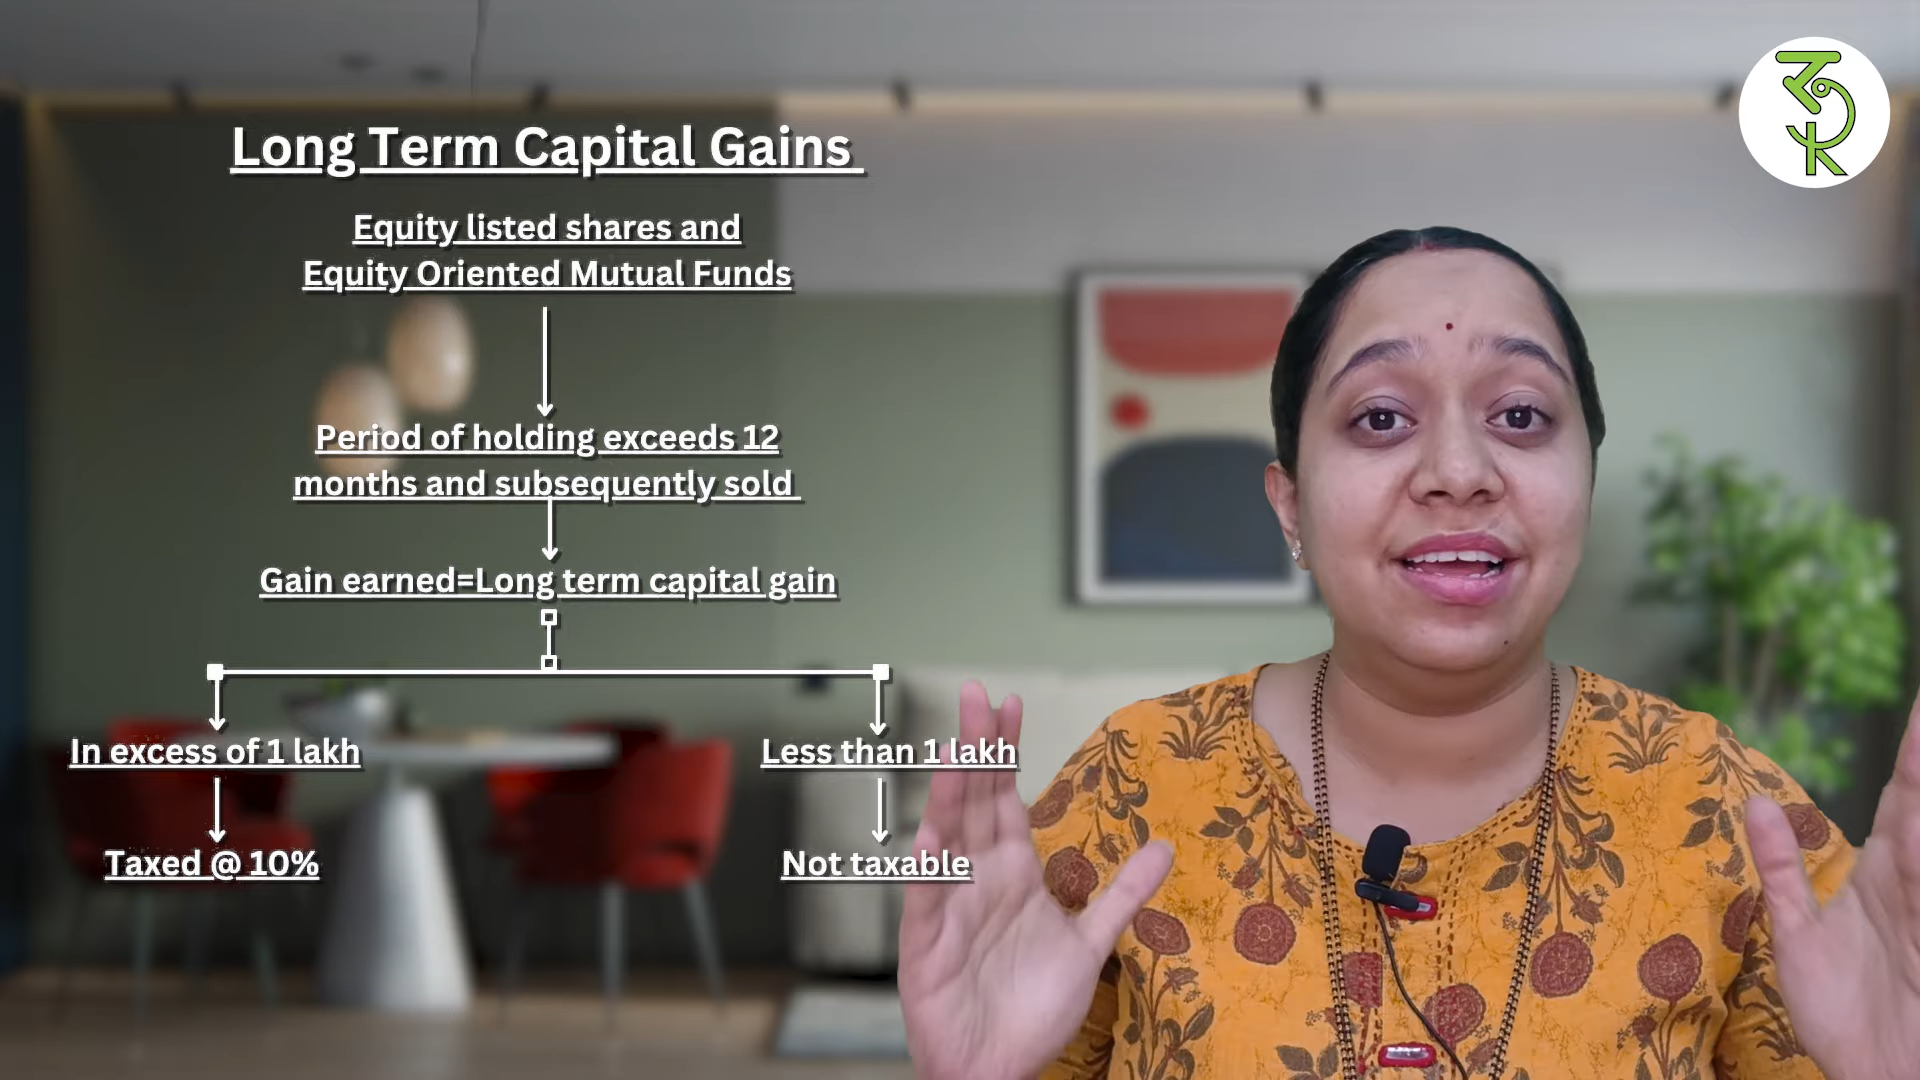 Long Term Capital Gains
Equity listed shares and
Equity Oriented Mutual Funds
Period of holding exceeds 12
months and subsequently sold
Gain earned=Long term capital gain
In excess of 1 lakh
Less than 1 lakh
Taxed @ 10%
Not taxable